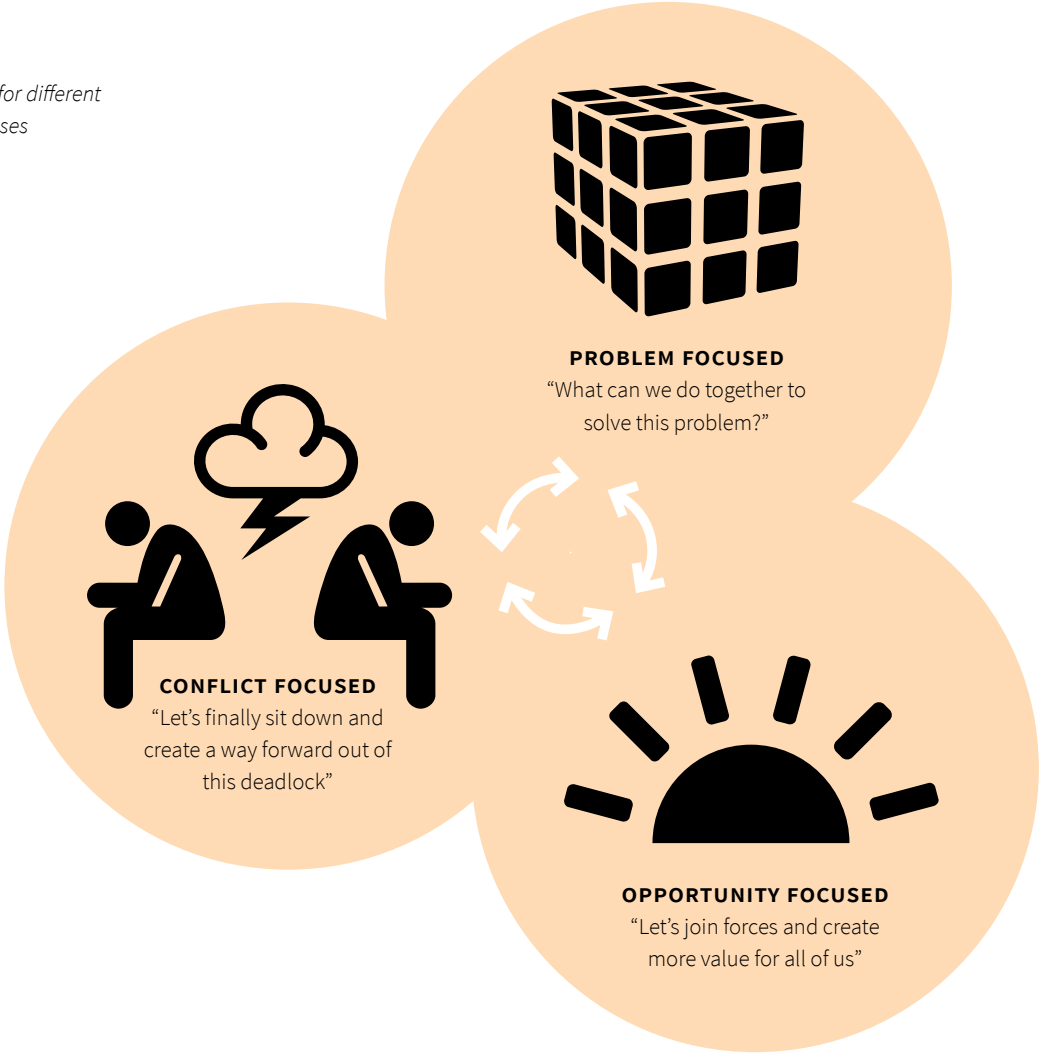 for different
ses
PROBLEM FOCUSED
“What can we do together to
solve this problem?”
CONFLICT FOCUSED
“Let’s finally sit down and
create a way forward out of
this deadlock”
OPPORTUNITY FOCUSED
“Let’s join forces and create
more value for all of us”